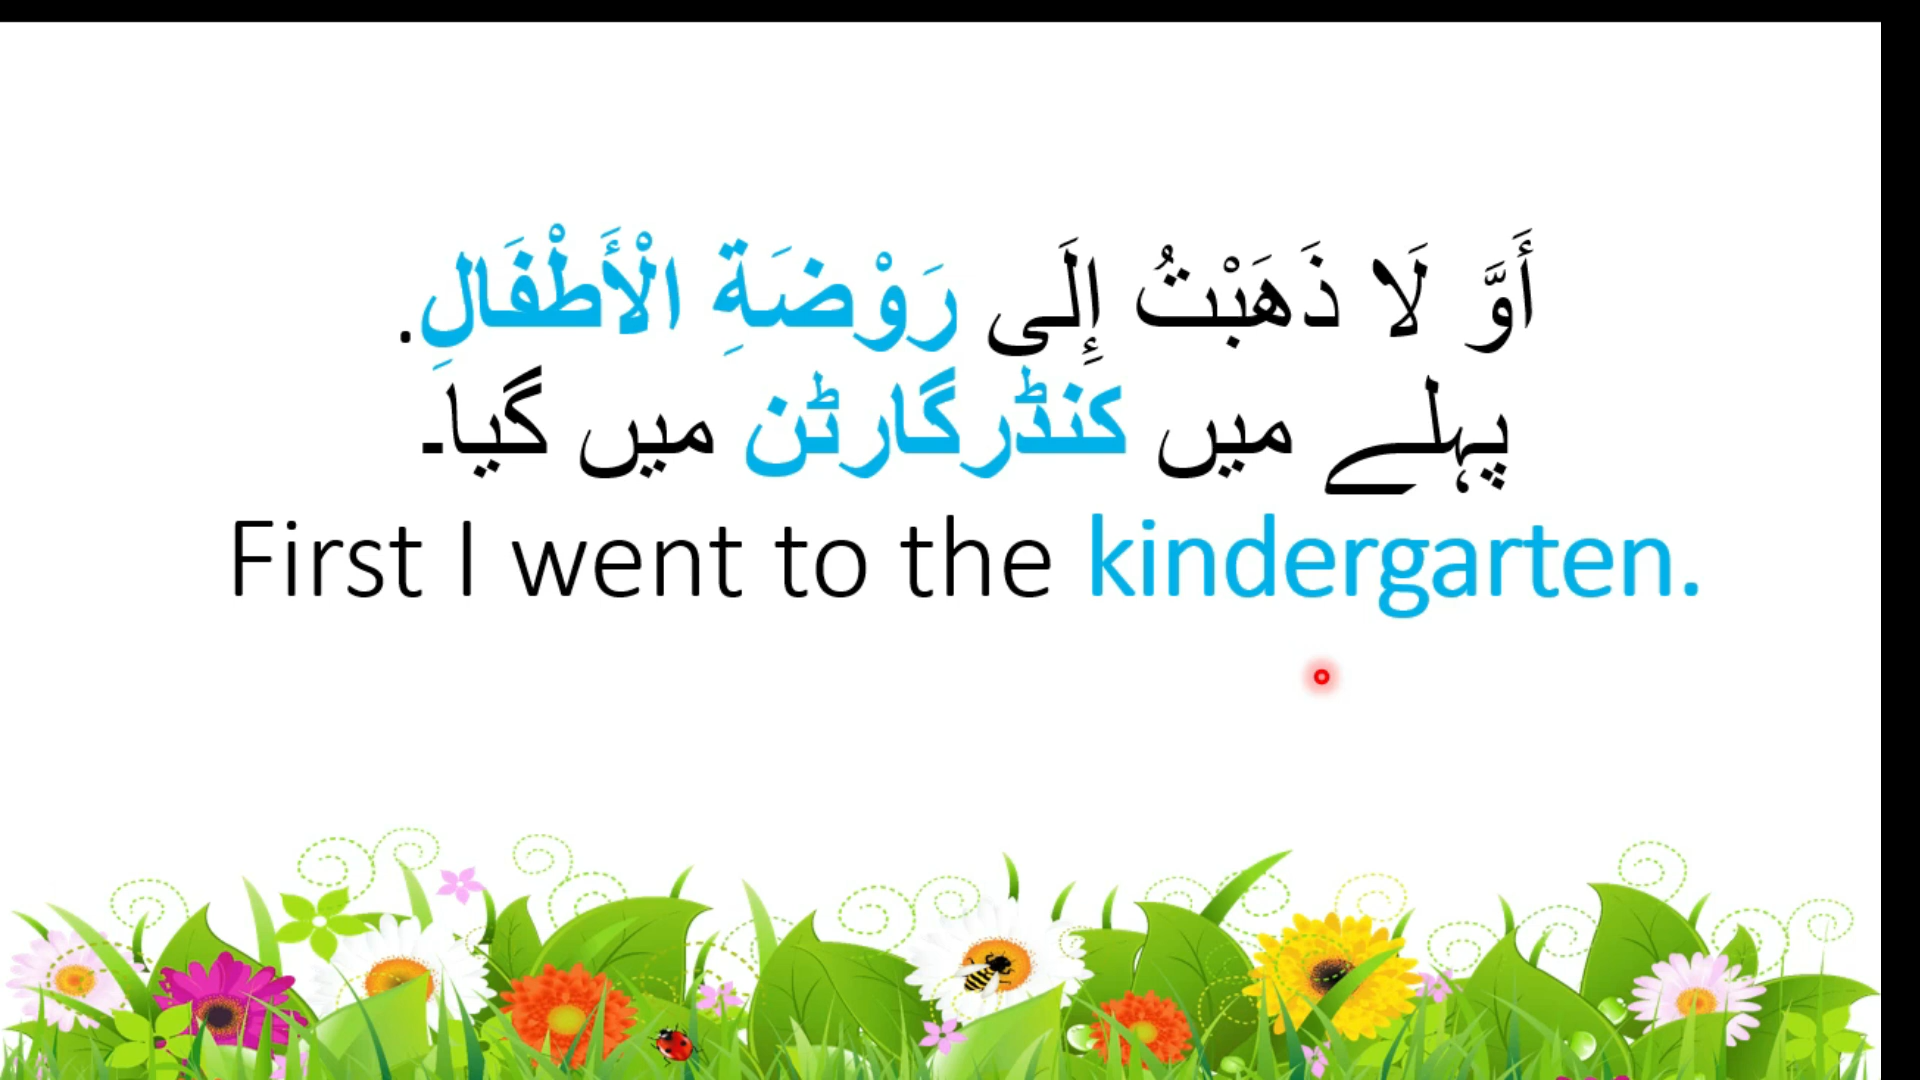 أَوَّ لَا ذَهَبْتُ إِلَى رَوْضَةِ الْأَطْفَالِ.
پہلے میں کنڈرگارٹن میں گیا۔
First I went to the kindergarten.